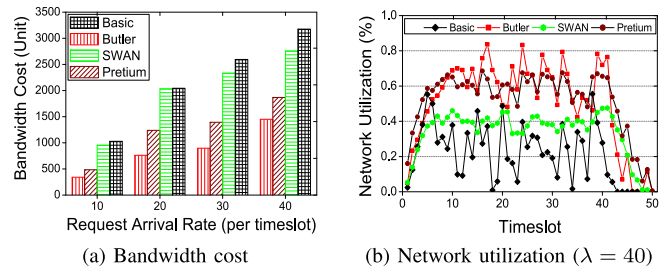 Bandwidth Cost (Unit)
3500
3000
2500
2000
1500
1000
500
0
Basic
Butler
SWAN
Pretium
10 20 30 40
Request Arrival Rate (per timeslot)
(a) Bandwidth cost
Network Utilization (%)
Basic Butler SWAN Pretium
1.0
0.8
0.6
0.4
0.2
0.0
0 10 20 30 40 50
Timeslot
(b) Network utilization (λ = 40)